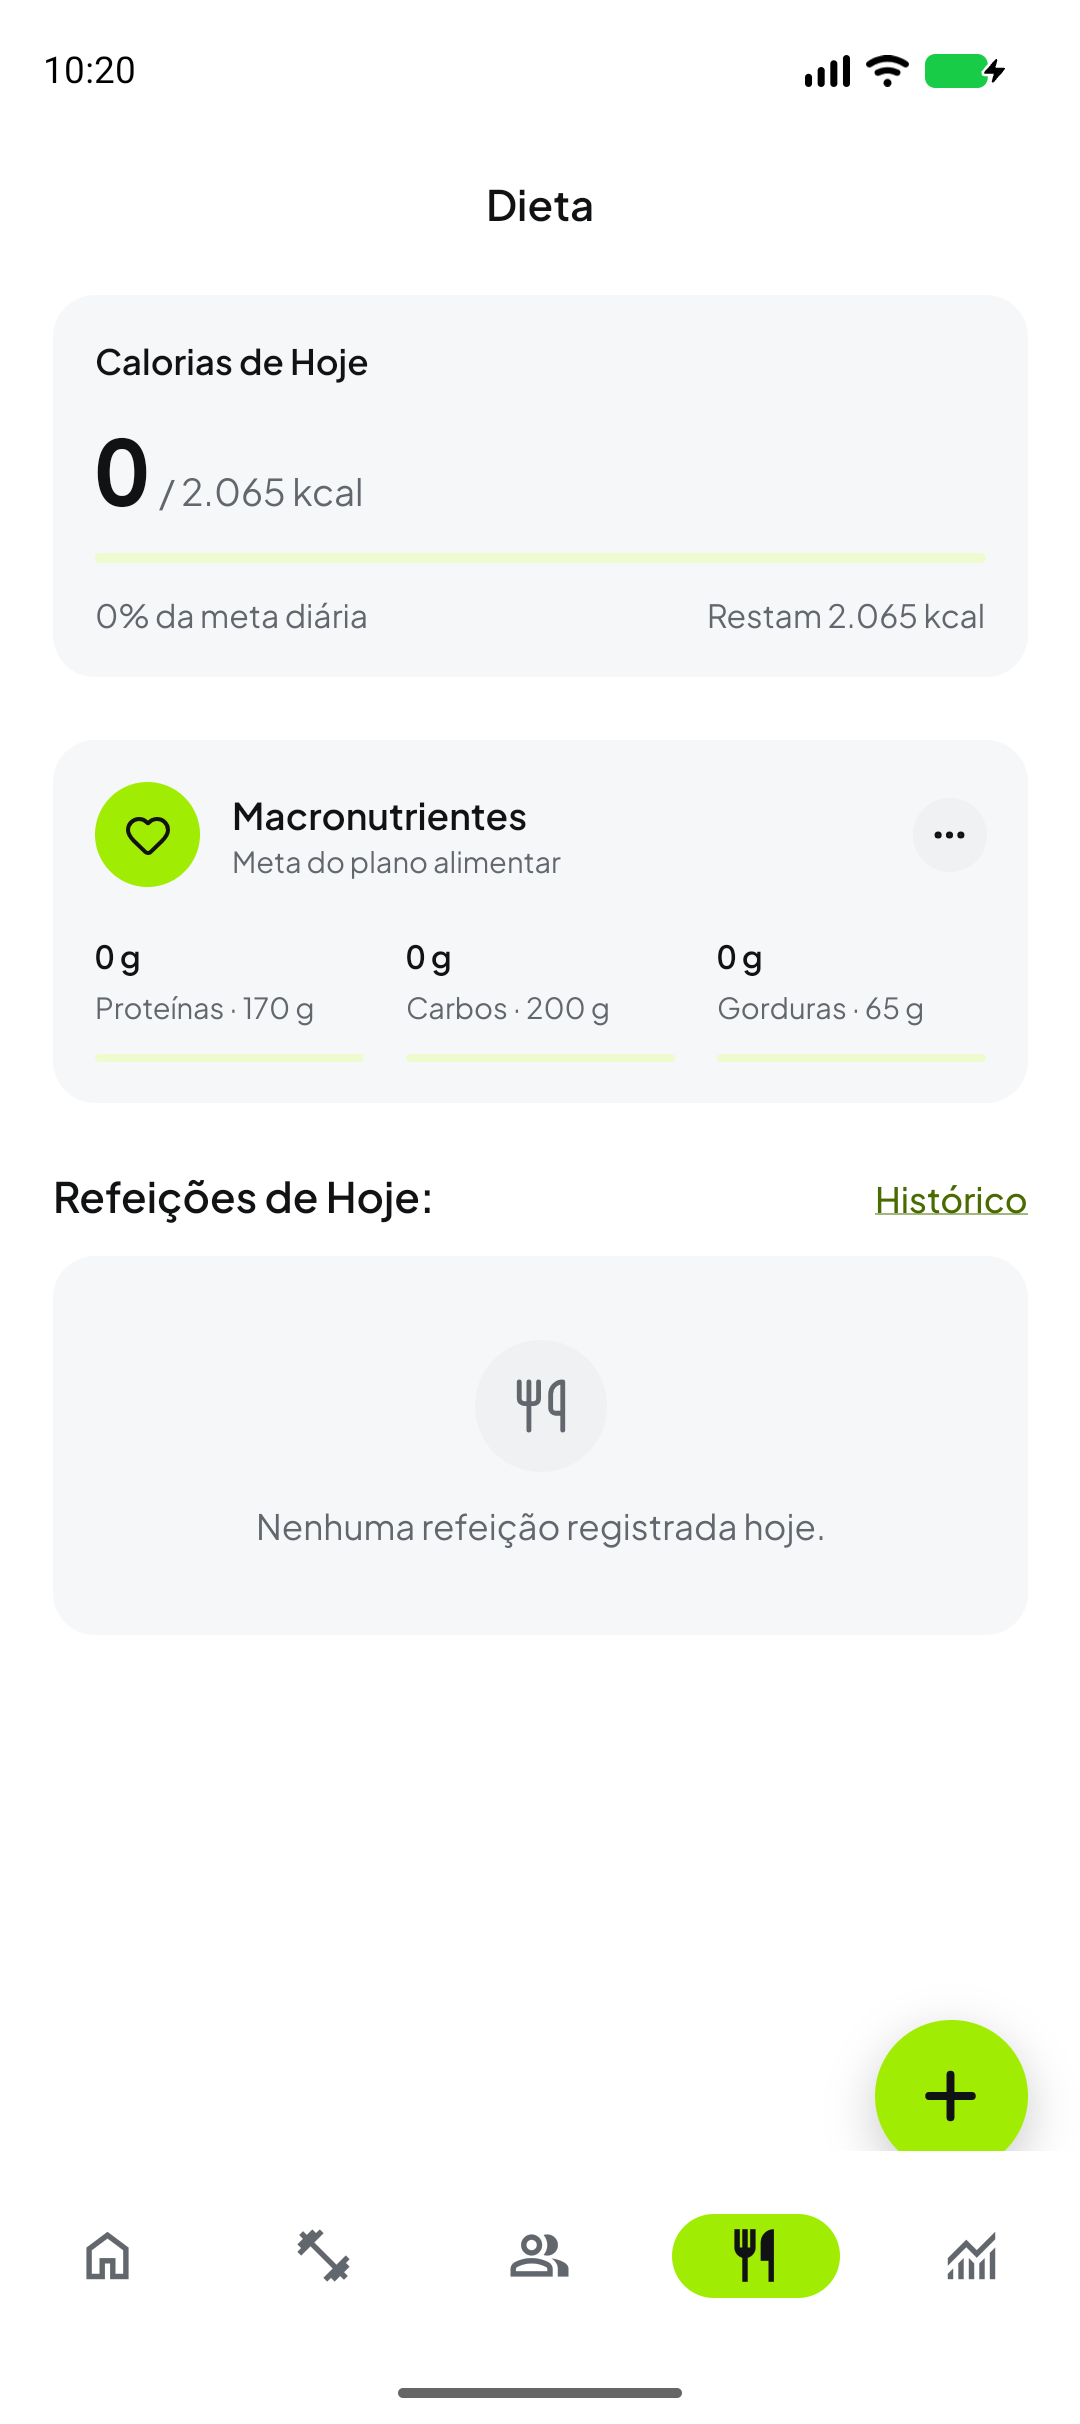 10:20
Dieta
Calorias de Hoje
0 / 2.065 kcal
0% da meta diária
Restam 2.065 kcal
Macronutrientes
Meta do plano alimentar
0 g
Proteínas · 170 g
0 g
Carbos · 200 g
0 g
Gorduras · 65 g
Refeições de Hoje:
Histórico
Nenhuma refeição registrada hoje.